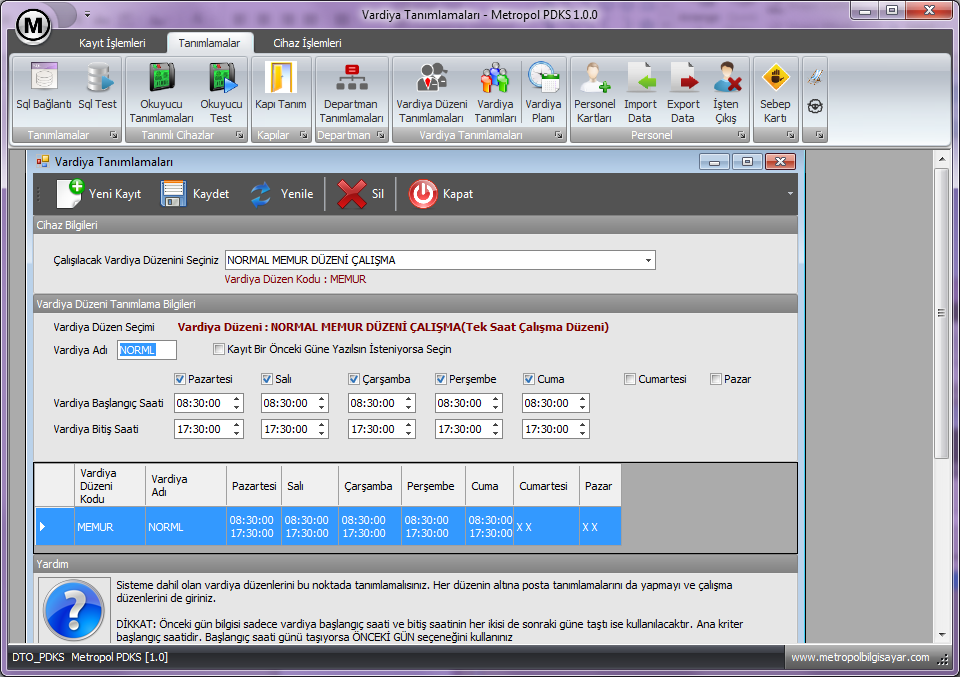 Vardiya Tanımlamaları - Metropol PDKS 1.0.0
M
Kayıt İşlemleri Tanımlamalar Cihaz İşlemleri
Sql Bağlantı Sql Test
Tanımlamalar
Okuyucu Tanımlamaları Okuyucu Test
Tanımlı Cihazlar
Kapı Tanım
Kapılar
Departman Tanımlamaları
Departman
Vardiya Düzeni Tanımlamaları Vardiya Tanımları Vardiya Planı
Vardiya Tanımlamaları
Personel Kartları Import Data Export Data İşten Çıkış
Personel
Sebep Kartı
Vardiya Tanımlamaları
Yeni Kayıt Kaydet Yenile Sil Kapat
Cihaz Bilgileri
Çalışılacak Vardiya Düzenini Seçiniz NORMAL MEMUR DÜZENİ ÇALIŞMA
Vardiya Düzen Kodu : MEMUR
Vardiya Düzeni Tanımlama Bilgileri
Vardiya Düzen Seçimi Vardiya Düzeni : NORMAL MEMUR DÜZENİ ÇALIŞMA(Tek Saat Çalışma Düzeni)
Vardiya Adı NORML Kayıt Bir Önceki Güne Yazılsın İsteniyorsa Seçin
Pazartesi Salı Çarşamba Perşembe Cuma Cumartesi Pazar
Vardiya Başlangıç Saati 08:30:00 08:30:00 08:30:00 08:30:00 08:30:00
Vardiya Bitiş Saati 17:30:00 17:30:00 17:30:00 17:30:00 17:30:00
Vardiya Düzeni Kodu Vardiya Adı Pazartesi Salı Çarşamba Perşembe Cuma Cumartesi Pazar
MEMUR NORML 08:30:00 17:30:00 08:30:00 17:30:00 08:30:00 17:30:00 08:30:00 17:30:00 08:30:00 17:30:00 X X X X
Yardım
Sisteme dahil olan vardiya düzenlerini bu noktada tanımlamalısınız. Her düzenin altına posta tanımlamalarını da yapmayı ve çalışma
düzenlerini de giriniz.
DİKKAT: Önceki gün bilgisi sadece vardiya başlangıç saati ve bitiş saatinin her ikisi de sonraki güne taştı ise kullanılacaktır. Ana kriter
başlangıç saatidir. Başlangıç saati günü taşıyorsa ÖNCEKİ GÜN seçeneğini kullanınız
DTO_PDKS Metropol PDKS [1.0] www.metropolbilgisayar.com